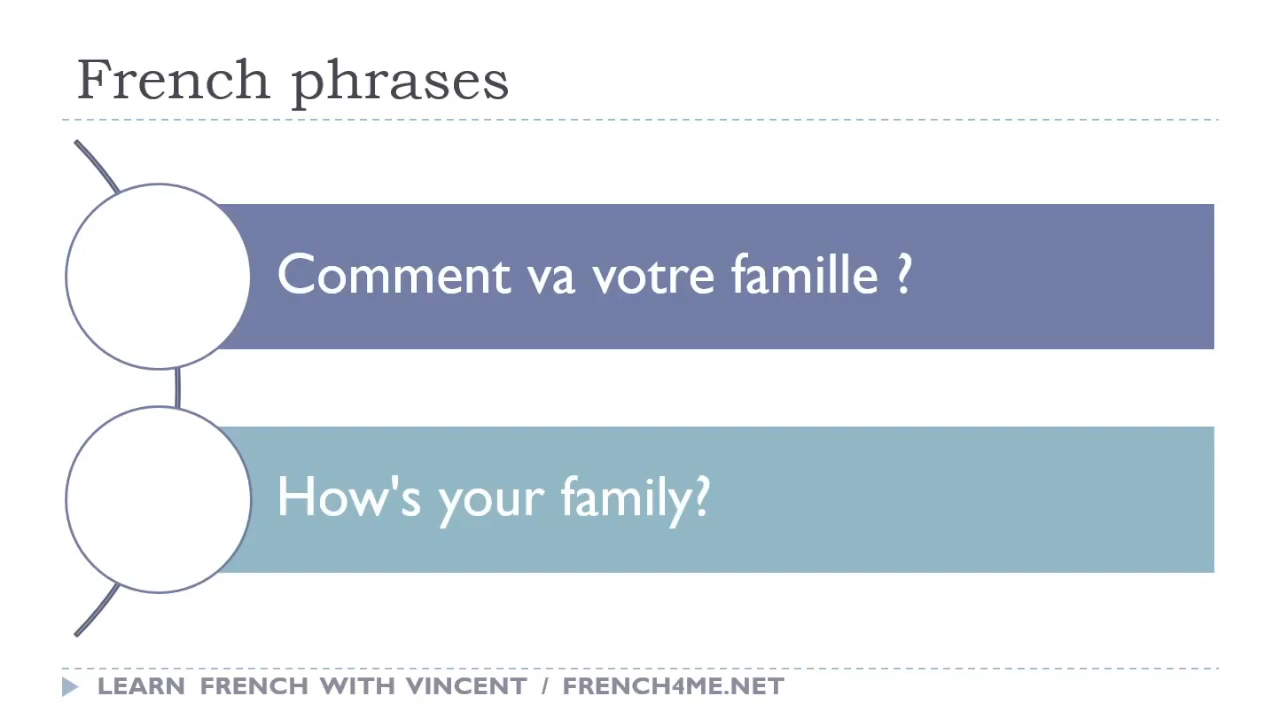 French phrases
Comment va votre famille ?
How's your family?
LEARN FRENCH WITH VINCENT / FRENCH4ME.NET